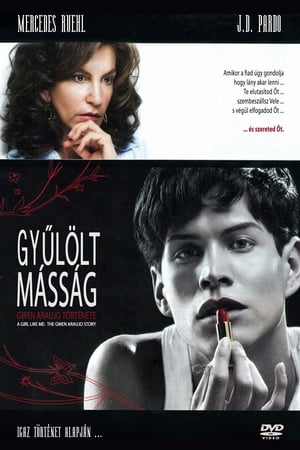 MERCEDES RUEHL
J.D. PARDO
Amikor a fiad úgy gondolja
hogy lány akar lenni ...
Te elutasítod Őt ...
szembeszállsz Vele ...
s végül elfogadod Őt ...
... és szereted Őt.
GYŰLÖLT
MÁSSÁG
GWEN ARAUJO TÖRTÉNETE
A GIRL LIKE ME: THE GWEN ARAUJO STORY
IGAZ TÖRTÉNET ALAPJÁN ...
DVD
VIDEO